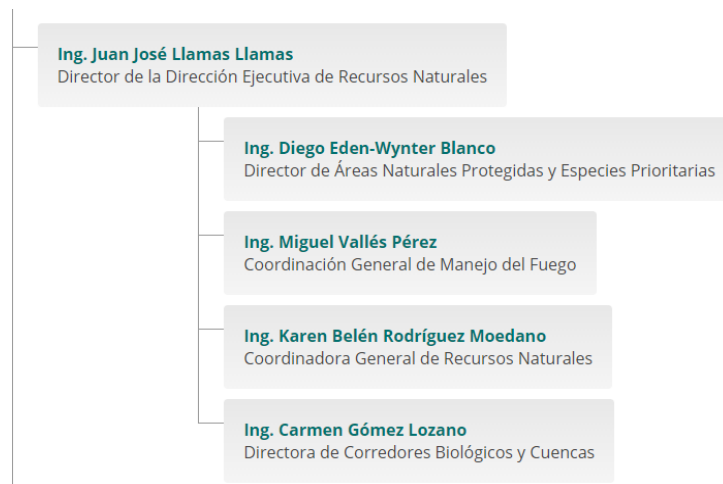 Ing. Juan José Llamas Llamas
Director de la Dirección Ejecutiva de Recursos Naturales
Ing. Diego Eden-Wynter Blanco
Director de Áreas Naturales Protegidas y Especies Prioritarias
Ing. Miguel Vallés Pérez
Coordinación General de Manejo del Fuego
Ing. Karen Belén Rodríguez Moedano
Coordinadora General de Recursos Naturales
Ing. Carmen Gómez Lozano
Directora de Corredores Biológicos y Cuencas